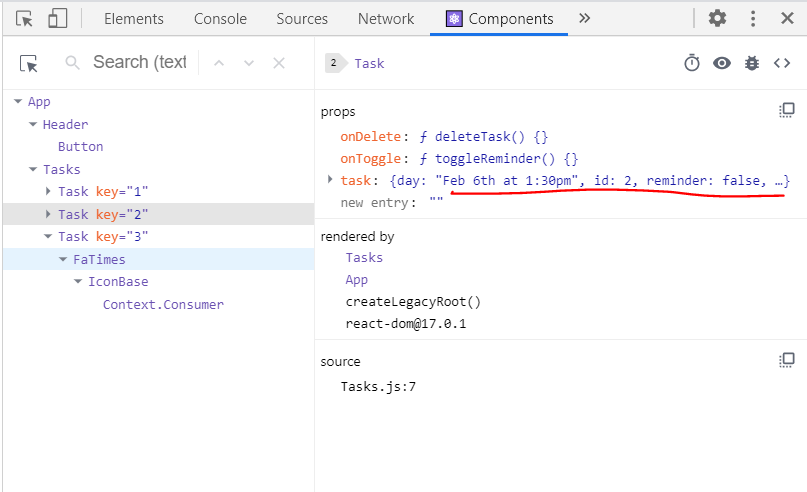 Elements Console Sources Network Components »
Search (text
2 Task
App
Header
Button
Tasks
Task key="1"
Task key="2"
Task key="3"
FaTimes
IconBase
Context.Consumer
props
onDelete: ƒ deleteTask() {}
onToggle: ƒ toggleReminder() {}
task: {day: "Feb 6th at 1:30pm", id: 2, reminder: false, …}
new entry: ""
rendered by
Tasks
App
createLegacyRoot()
react-dom@17.0.1
source
Tasks.js:7